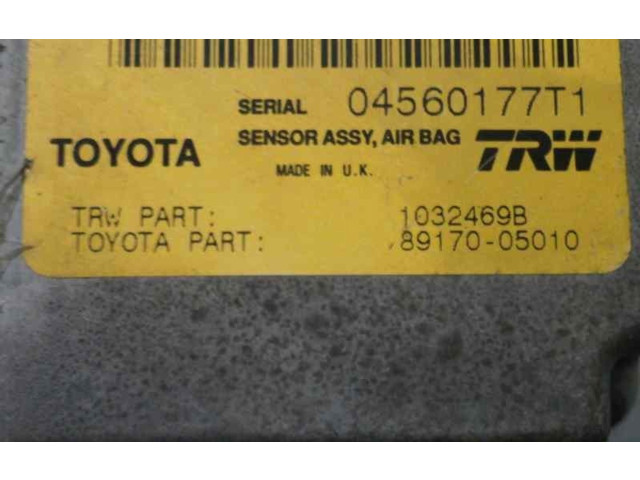 SERIAL 04560177T1
TOYOTA SENSOR ASSY, AIR BAG TRW
MADE IN U.K.
TRW PART: 1032469B
TOYOTA PART: 89170-05010